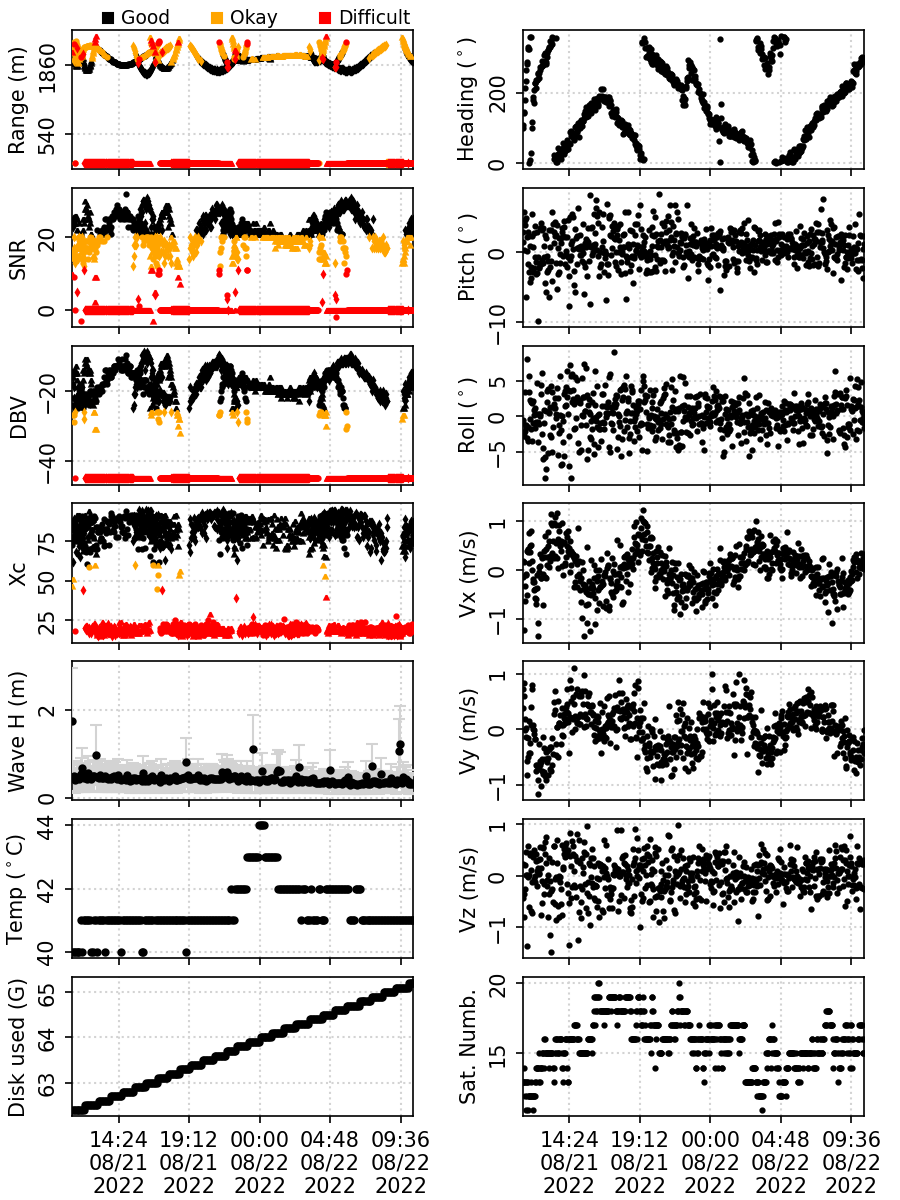 Good Okay Difficult
Range (m)
1860
540
Heading (°)
200
0
SNR
20
0
Pitch (°)
0
−10
DBV
−20
−40
Roll (°)
5
0
−5
Xc
75
50
25
Vx (m/s)
1
0
−1
Wave H (m)
2
0
Vy (m/s)
1
0
−1
Temp (°C)
44
42
40
Vz (m/s)
1
0
−1
Disk used (G)
65
64
63
Sat. Numb.
20
15
14:24 19:12 00:00 04:48 09:36
08/21 08/21 08/22 08/22 08/22
2022 2022 2022 2022 2022
14:24 19:12 00:00 04:48 09:36
08/21 08/21 08/22 08/22 08/22
2022 2022 2022 2022 2022